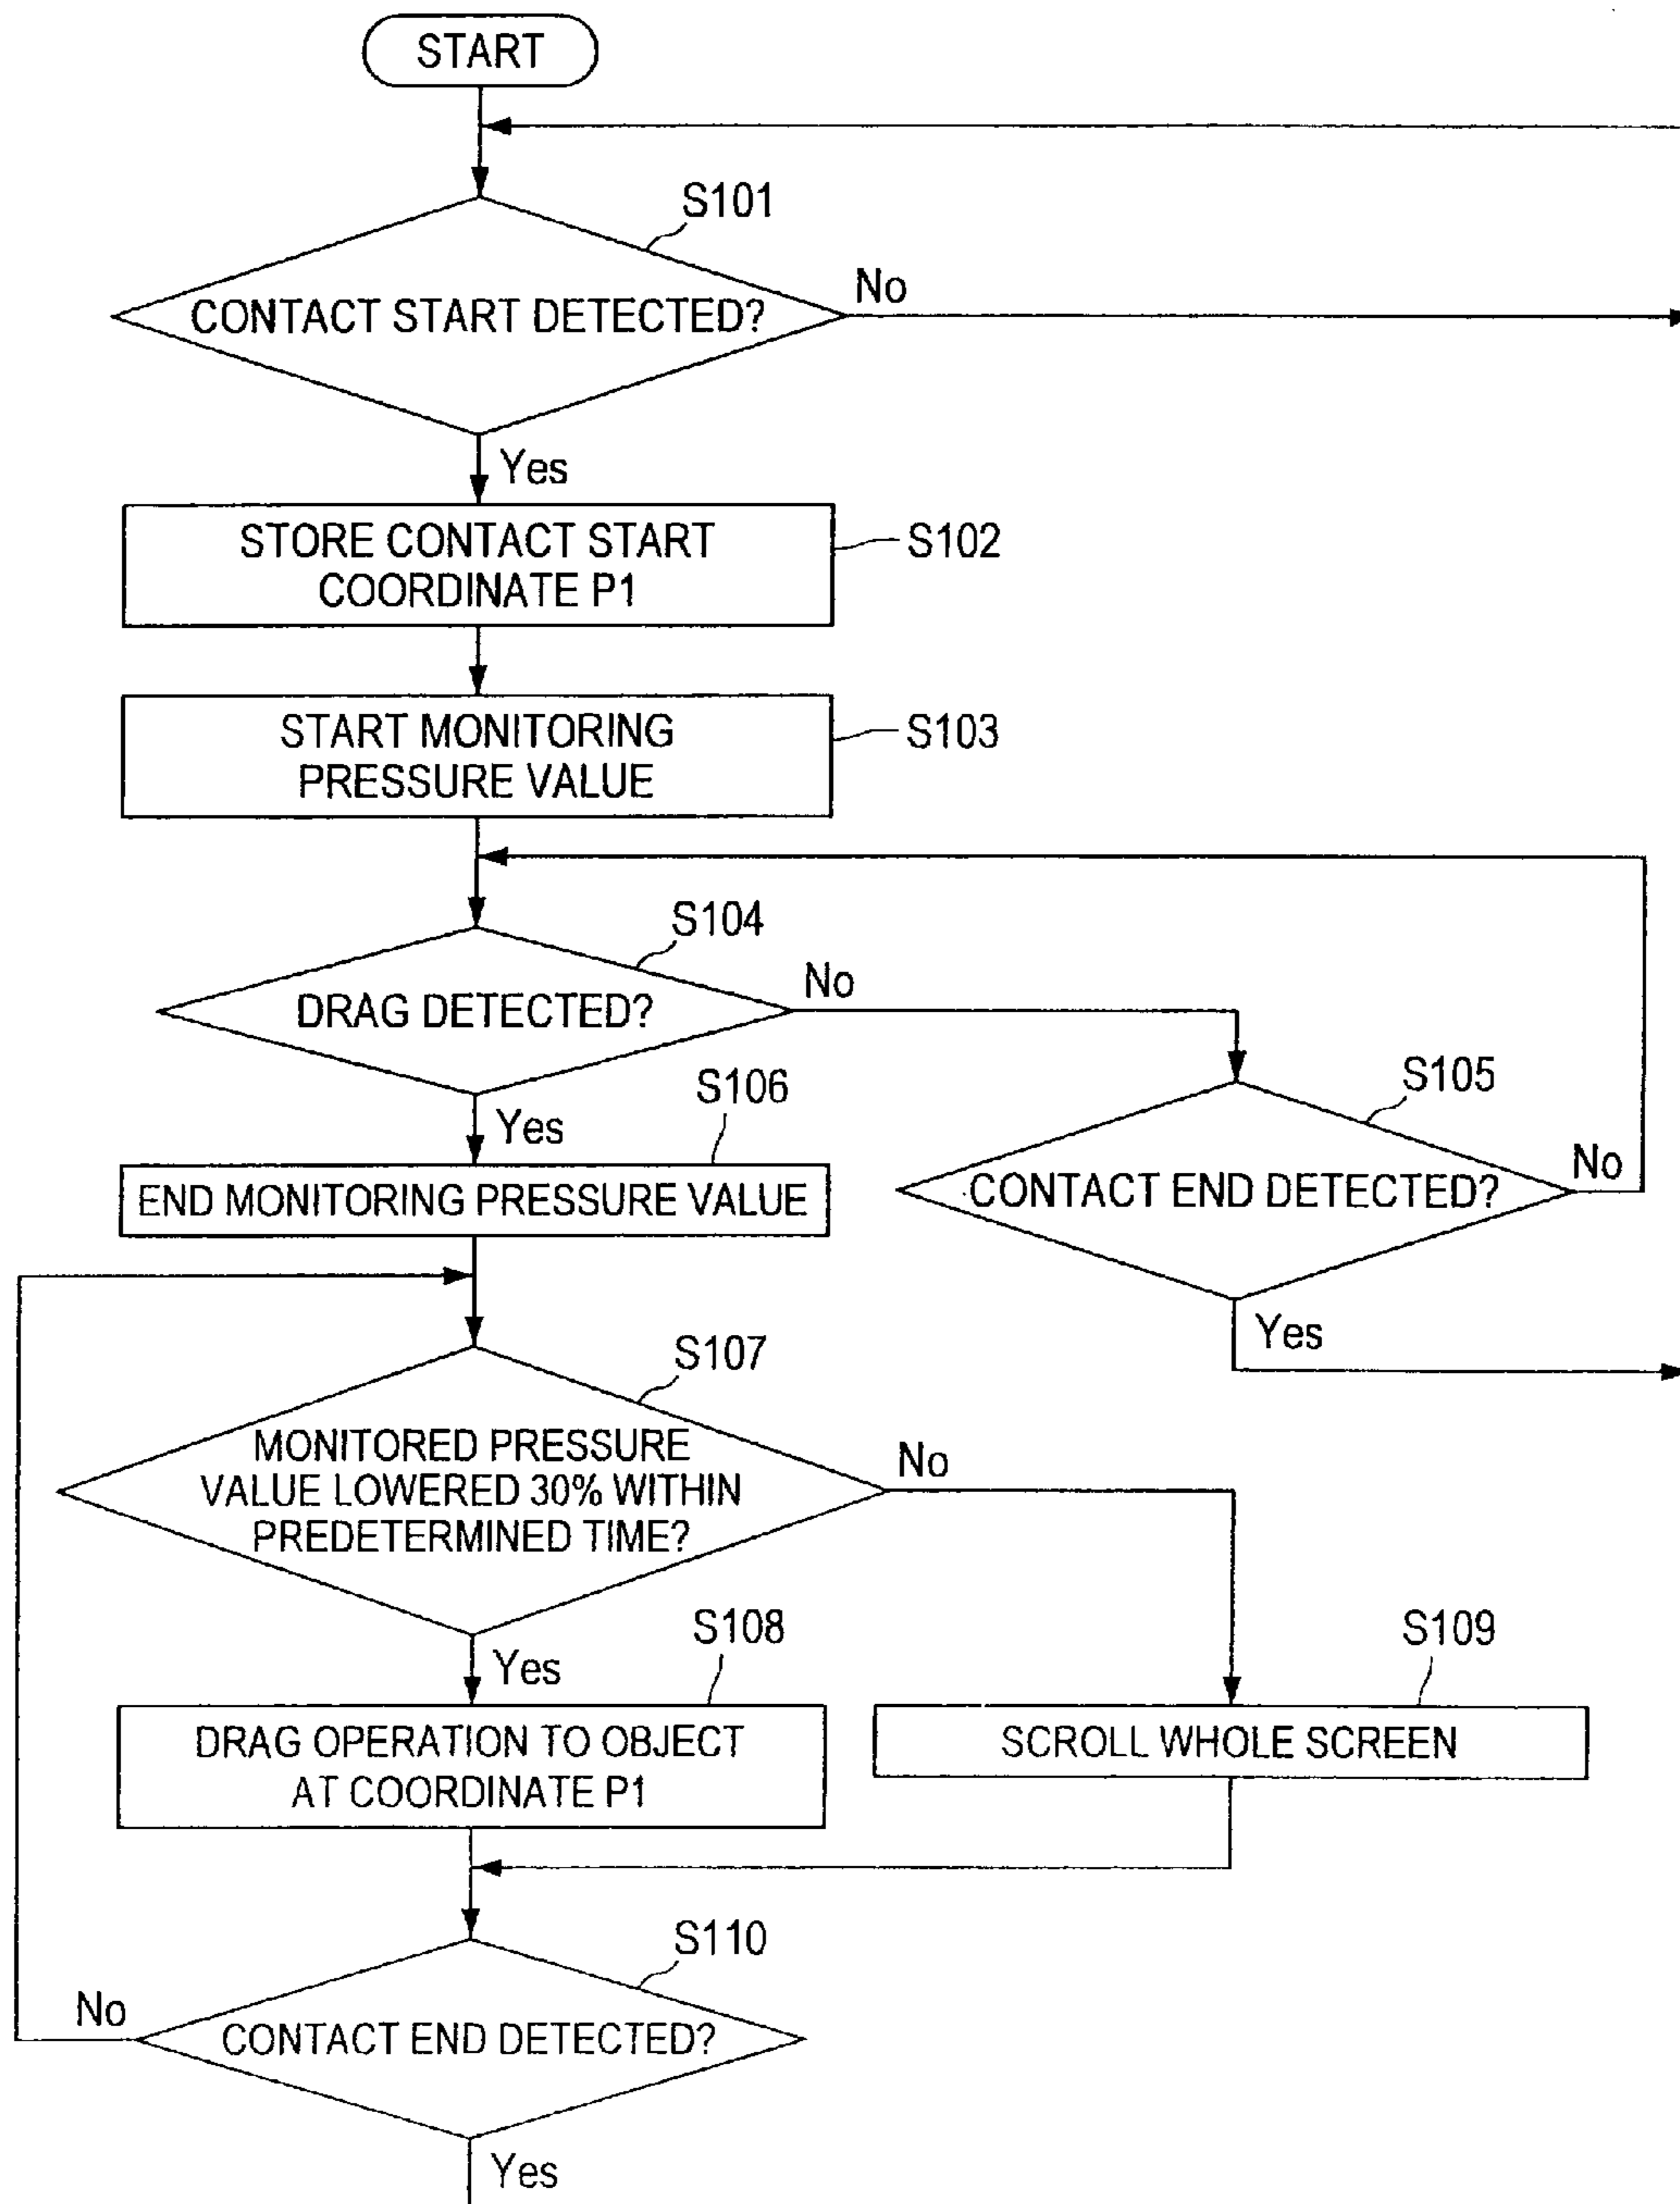 START
S101
CONTACT START DETECTED?
No
Yes
STORE CONTACT START
COORDINATE P1
S102
START MONITORING
PRESSURE VALUE
S103
S104
DRAG DETECTED?
No
Yes
S106
END MONITORING PRESSURE VALUE
S105
CONTACT END DETECTED?
No
Yes
S107
MONITORED PRESSURE
VALUE LOWERED 30% WITHIN
PREDETERMINED TIME?
No
Yes
S108
DRAG OPERATION TO OBJECT
AT COORDINATE P1
S109
SCROLL WHOLE SCREEN
S110
CONTACT END DETECTED?
No
Yes